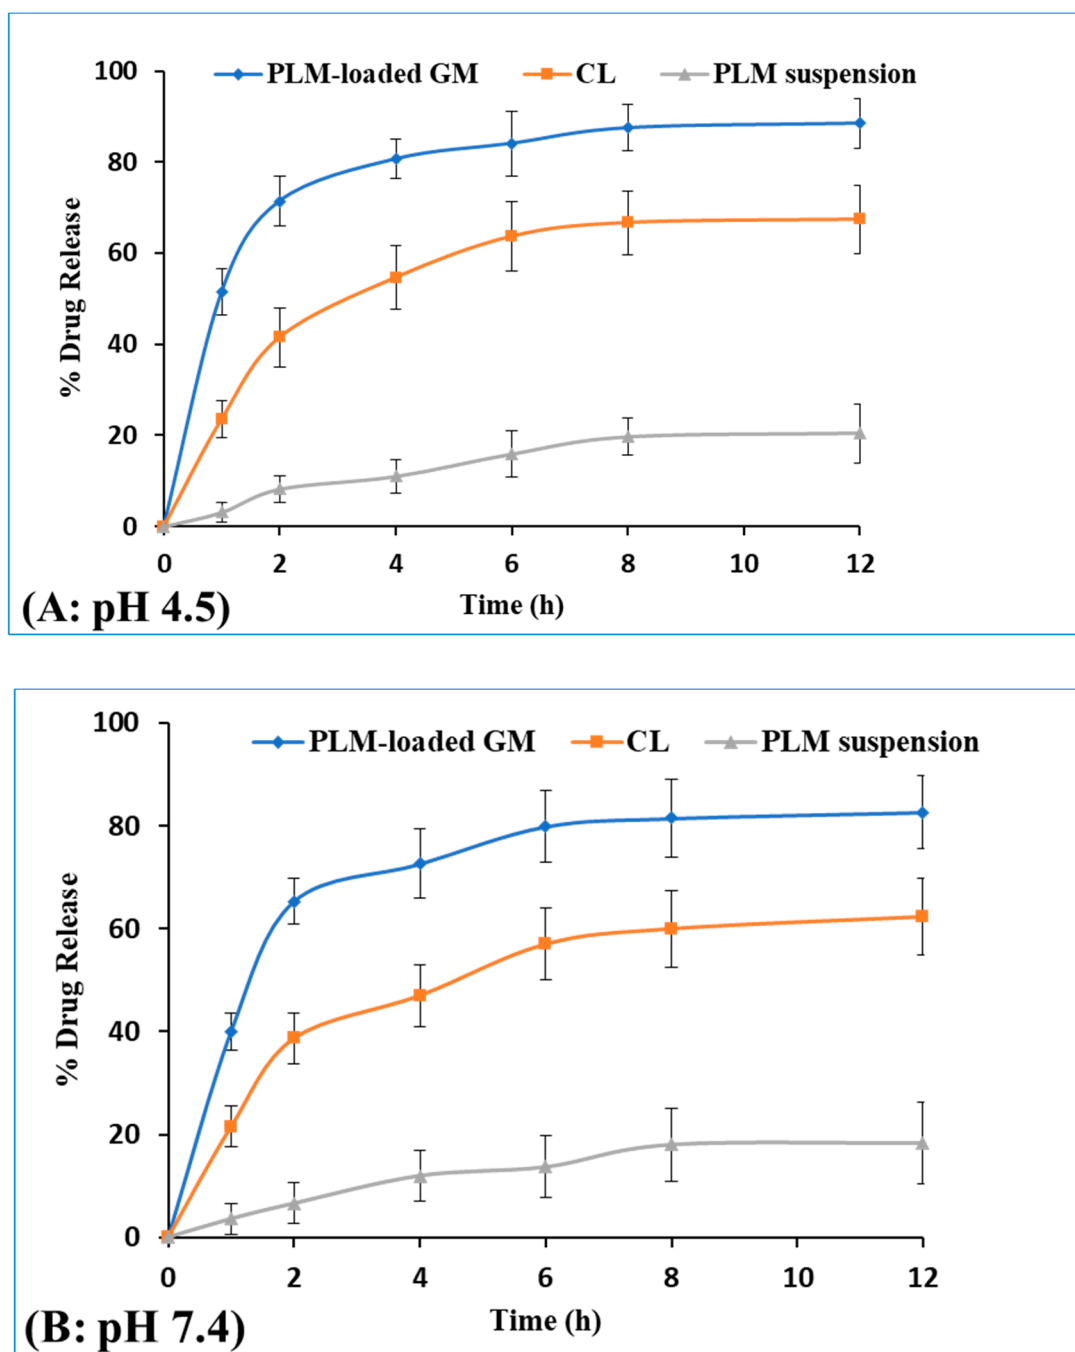 PLM-loaded GM CL PLM suspension
100
80
60
40
20
0
% Drug Release
0 2 4 6 8 10 12
Time (h)
(A: pH 4.5)
PLM-loaded GM CL PLM suspension
100
80
60
40
20
0
% Drug Release
0 2 4 6 8 10 12
Time (h)
(B: pH 7.4)